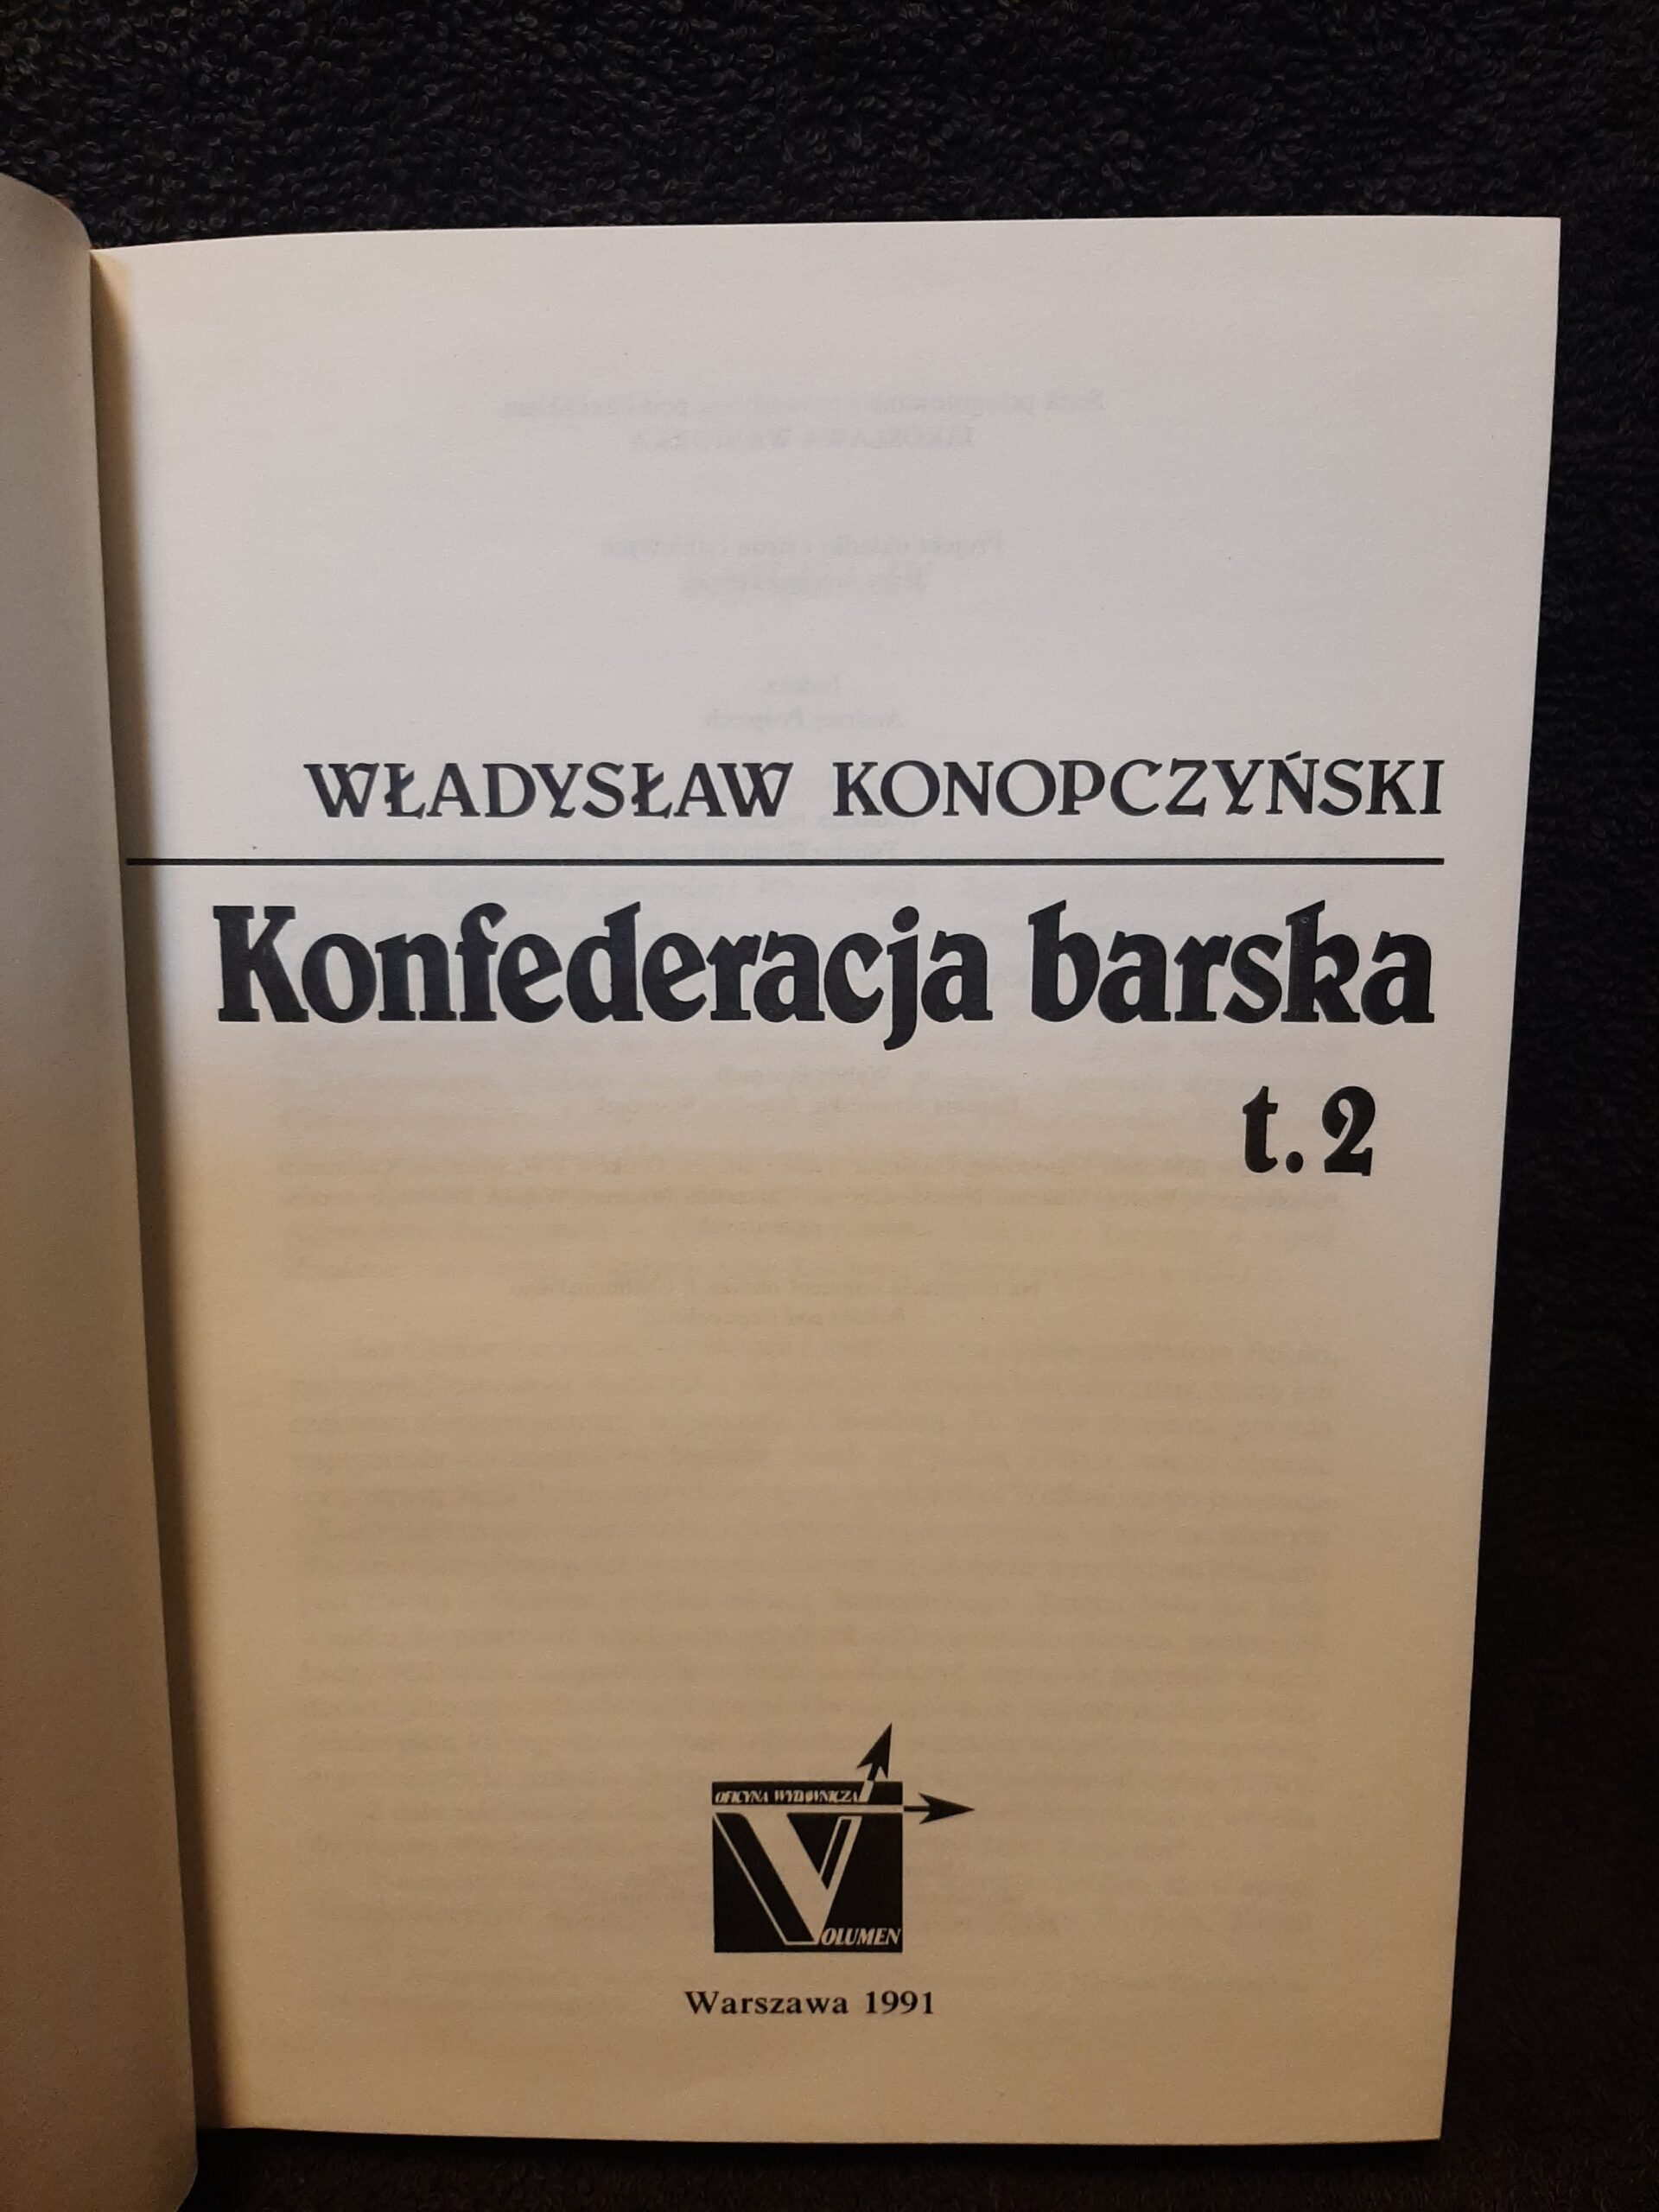 WŁADYSŁAW KONOPCZYŃSKI
Konfederacja barska
t. 2
OFICYNA WYDAWNICZA
VOLUMEN
Warszawa 1991